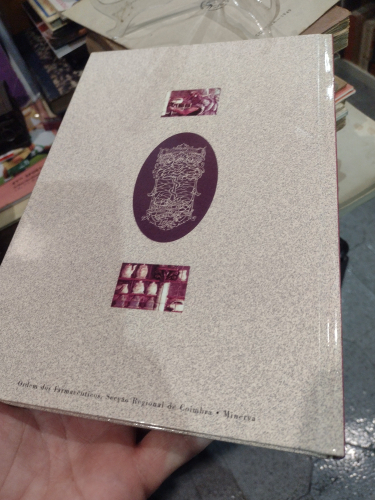 Ordem dos Farmacêuticos, Secção Regional de Coimbra • Minerva